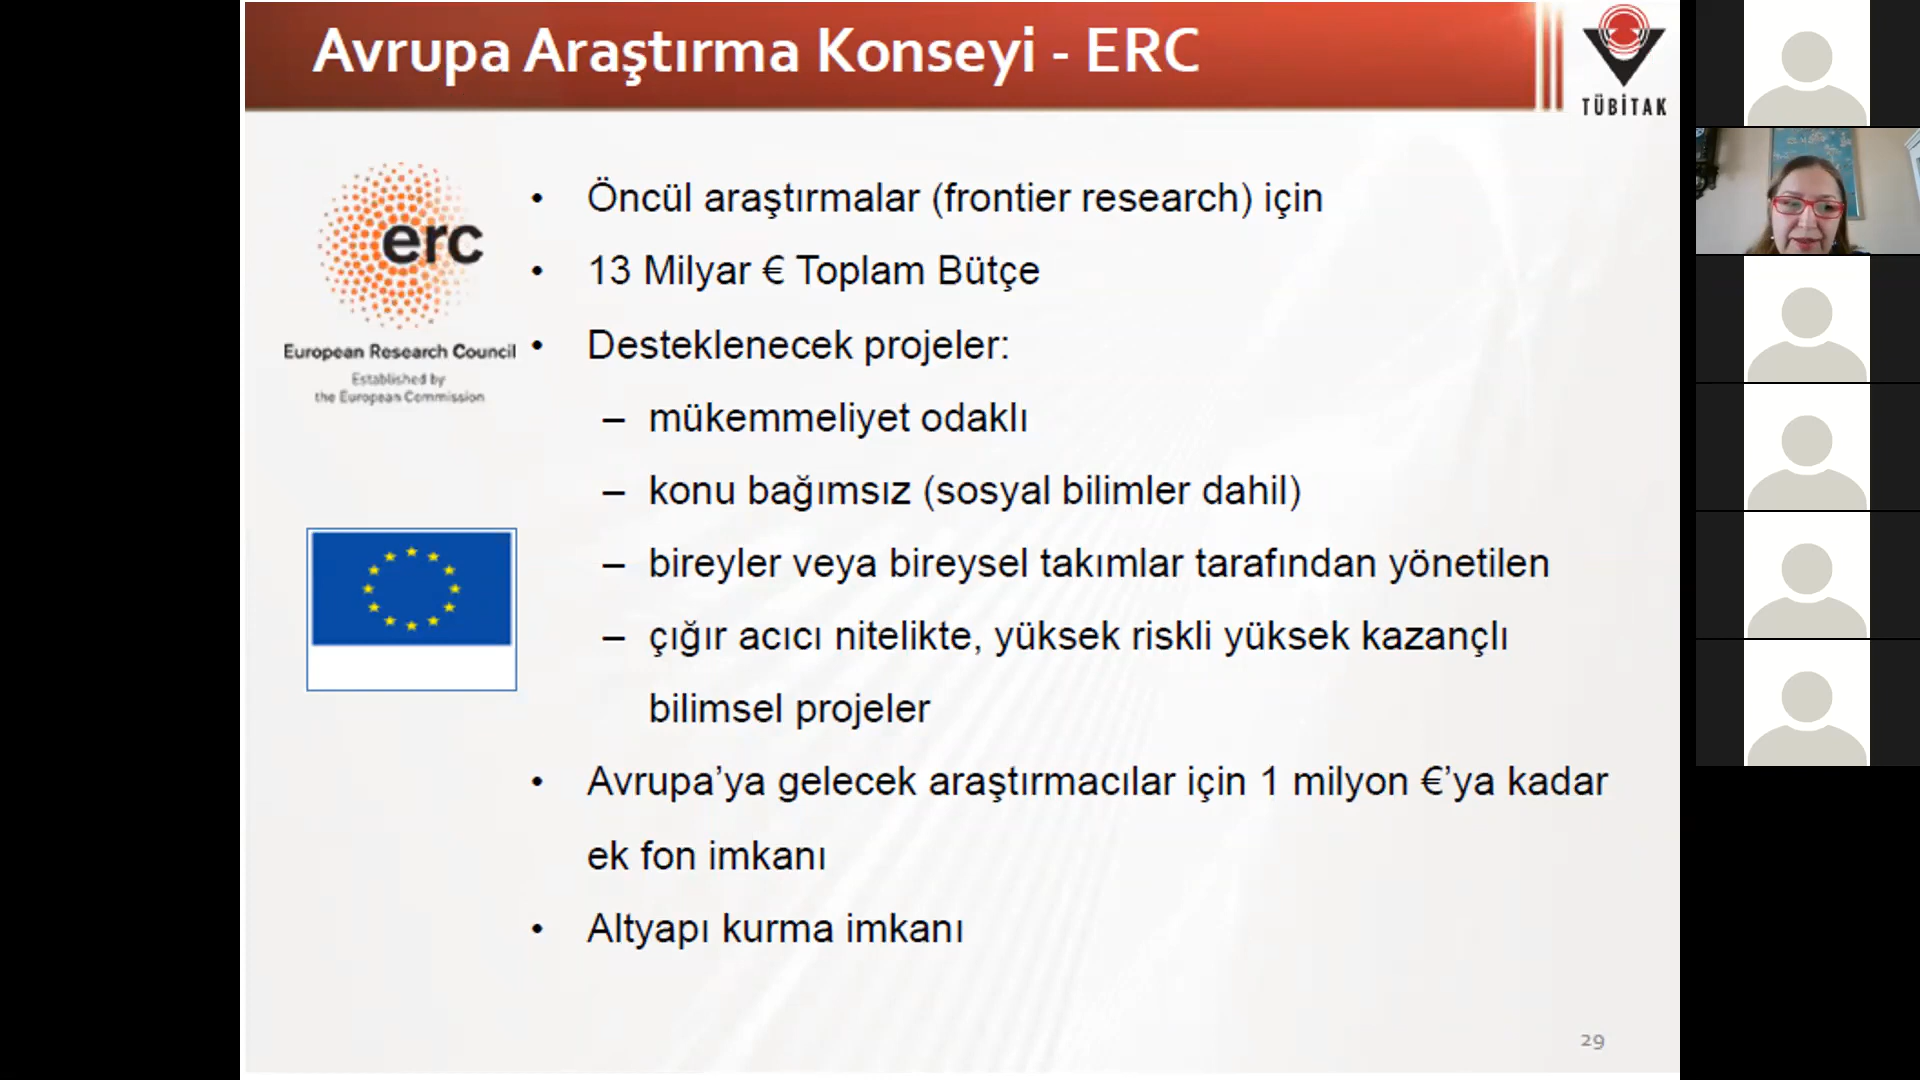 Avrupa Araştırma Konseyi - ERC
TÜBİTAK
erc
European Research Council
Established by
the European Commission
• Öncül araştırmalar (frontier research) için
• 13 Milyar € Toplam Bütçe
• Desteklenecek projeler:
– mükemmeliyet odaklı
– konu bağımsız (sosyal bilimler dahil)
– bireyler veya bireysel takımlar tarafından yönetilen
– çığır acıcı nitelikte, yüksek riskli yüksek kazançlı
bilimsel projeler
• Avrupa’ya gelecek araştırmacılar için 1 milyon €’ya kadar
ek fon imkanı
• Altyapı kurma imkanı
29